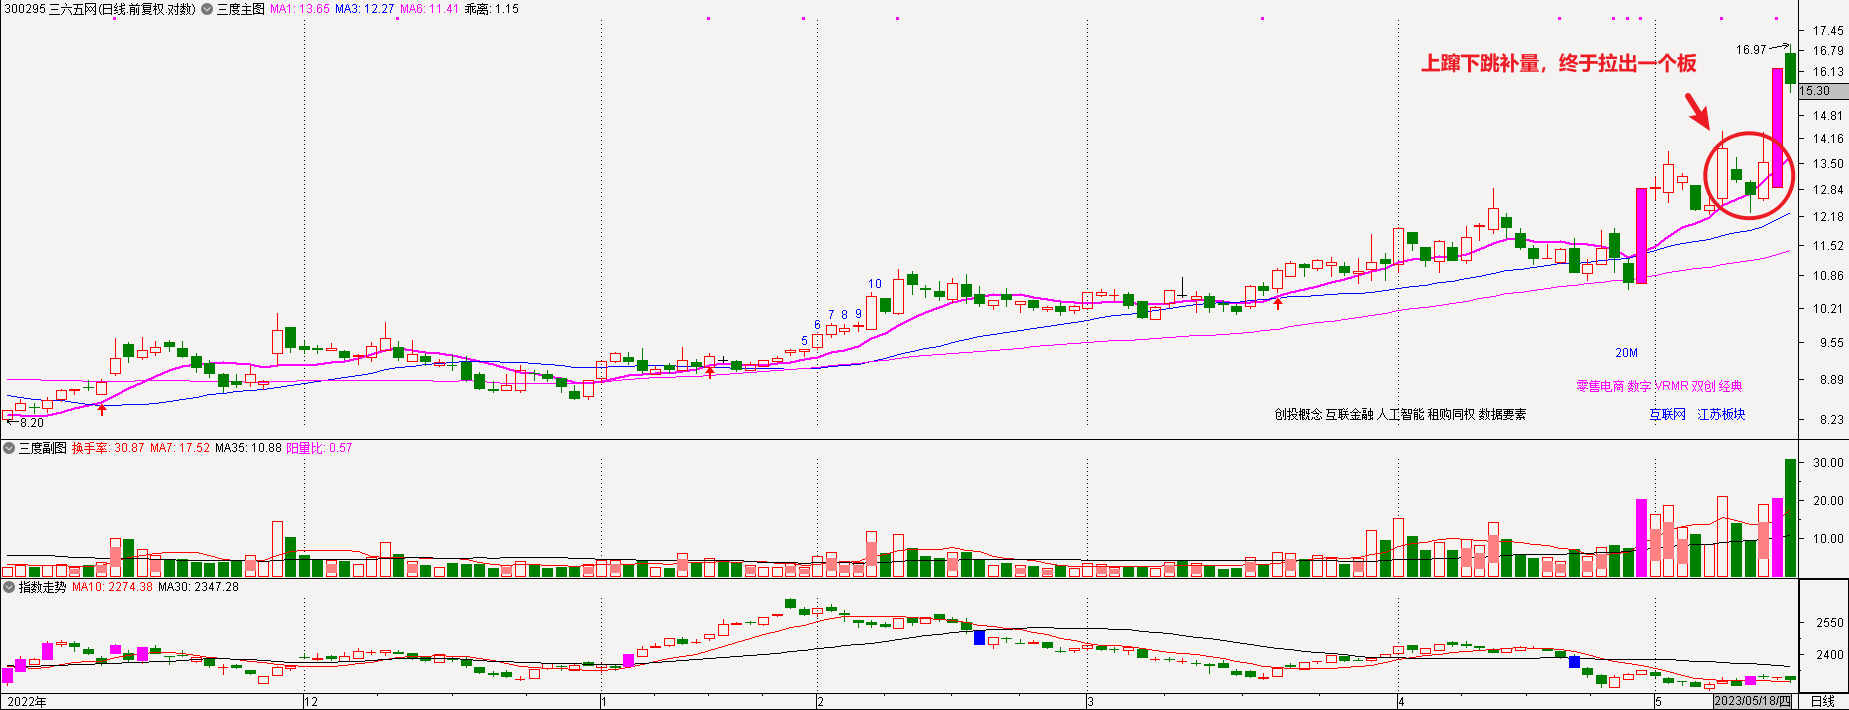 300295 三六五网(日线.前复权.对数) 三度主图 MA1: 13.65 MA3: 12.27 MA6: 11.41 乖离: 1.15
17.45
16.97
16.79
上蹿下跳补量，终于拉出一个板
16.13
15.30
14.81
14.16
13.50
12.84
12.18
11.52
10.86
10.21
9.55
8.89
8.23
10
5 6 7 8 9
20M
零售电商 数字 VRMR 双创 经典
创投概念 互联金融 人工智能 租购同权 数据要素
互联网 江苏板块
8.20
三度副图 换手率: 30.87 MA7: 17.52 MA35: 10.88 阳量比: 0.57
30.00
20.00
10.00
指数走势 MA10: 2274.38 MA30: 2347.28
2550
2400
2022年 12 1 2 3 4 5 2023/05/18/四 日线